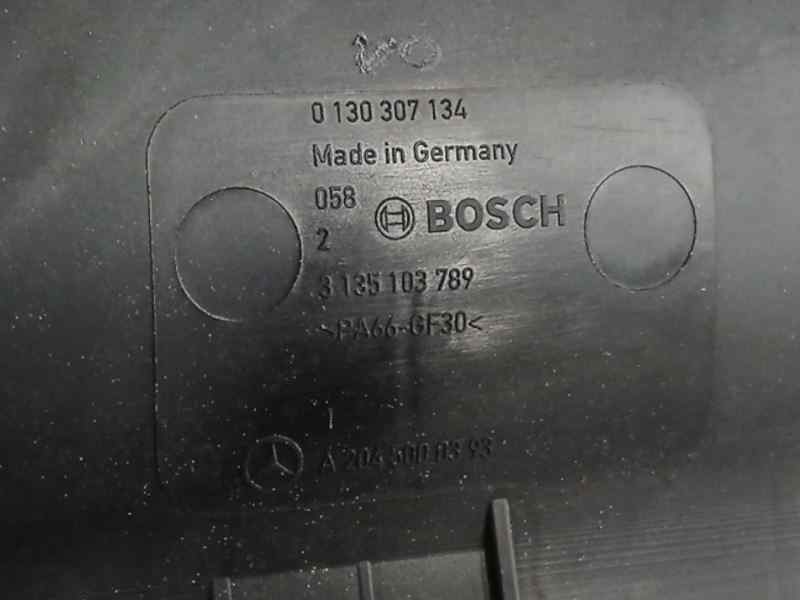 0 130 307 134
Made in Germany
058
BOSCH
2
3 135 103 789
>PA66-GF30<
A 204 500 03 93